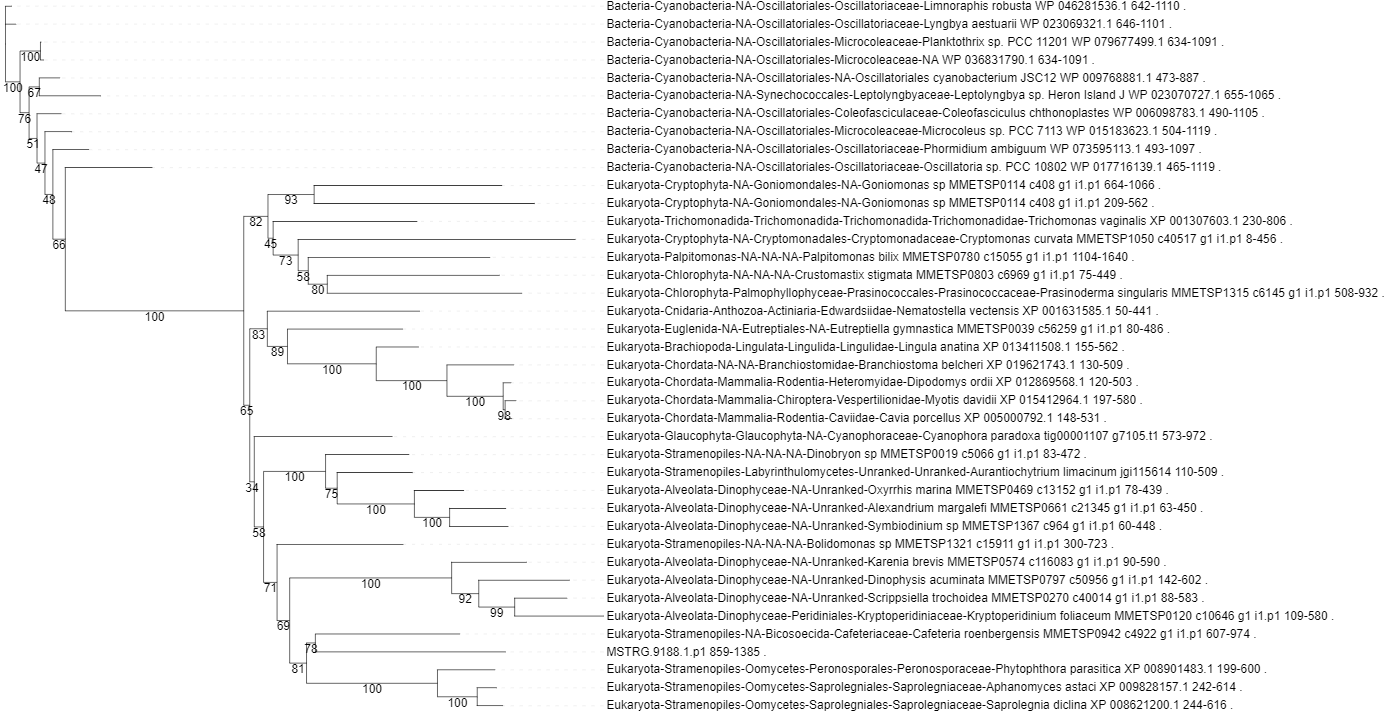 Bacteria-Cyanobacteria-NA-Oscillatoriales-Oscillatoriaceae-Limnoraphis robusta WP 046281536.1 642-1110 .
Bacteria-Cyanobacteria-NA-Oscillatoriales-Oscillatoriaceae-Lyngbya aestuarii WP 023069321.1 646-1101 .
Bacteria-Cyanobacteria-NA-Oscillatoriales-Microcoleaceae-Planktothrix sp. PCC 11201 WP 079677499.1 634-1091 .
100 Bacteria-Cyanobacteria-NA-Oscillatoriales-Microcoleaceae-NA WP 036831790.1 634-1091 .
Bacteria-Cyanobacteria-NA-Oscillatoriales-NA-Oscillatoriales cyanobacterium JSC12 WP 009768881.1 473-887 .
100 67 Bacteria-Cyanobacteria-NA-Synechococcales-Leptolyngbyaceae-Leptolyngbya sp. Heron Island J WP 023070727.1 655-1065 .
76 Bacteria-Cyanobacteria-NA-Oscillatoriales-Coleofasciculaceae-Coleofasciculus chthonoplastes WP 006098783.1 490-1105 .
Bacteria-Cyanobacteria-NA-Oscillatoriales-Microcoleaceae-Microcoleus sp. PCC 7113 WP 015183623.1 504-1119 .
51 Bacteria-Cyanobacteria-NA-Oscillatoriales-Oscillatoriaceae-Phormidium ambiguum WP 073595113.1 493-1097 .
47 Bacteria-Cyanobacteria-NA-Oscillatoriales-Oscillatoriaceae-Oscillatoria sp. PCC 10802 WP 017716139.1 465-1119 .
Eukaryota-Cryptophyta-NA-Goniomondales-NA-Goniomonas sp MMETSP0114 c408 g1 i1.p1 664-1066 .
48 93 Eukaryota-Cryptophyta-NA-Goniomondales-NA-Goniomonas sp MMETSP0114 c408 g1 i1.p1 209-562 .
82 Eukaryota-Trichomonadida-Trichomonadida-Trichomonadida-Trichomonadidae-Trichomonas vaginalis XP 001307603.1 230-806 .
66 45 Eukaryota-Cryptophyta-NA-Cryptomonadales-Cryptomonadaceae-Cryptomonas curvata MMETSP1050 c40517 g1 i1.p1 8-456 .
73 Eukaryota-Palpitomonas-NA-NA-NA-Palpitomonas bilix MMETSP0780 c15055 g1 i1.p1 1104-1640 .
58 Eukaryota-Chlorophyta-NA-NA-NA-Crustomastix stigmata MMETSP0803 c6969 g1 i1.p1 75-449 .
80 Eukaryota-Chlorophyta-Palmophyllophyceae-Prasinococcales-Prasinococcaceae-Prasinoderma singularis MMETSP1315 c6145 g1 i1.p1 508-932 .
100 Eukaryota-Cnidaria-Anthozoa-Actiniaria-Edwardsiidae-Nematostella vectensis XP 001631585.1 50-441 .
83 Eukaryota-Euglenida-NA-Eutreptiales-NA-Eutreptiella gymnastica MMETSP0039 c56259 g1 i1.p1 80-486 .
89 Eukaryota-Brachiopoda-Lingulata-Lingulida-Lingulidae-Lingula anatina XP 013411508.1 155-562 .
100 Eukaryota-Chordata-NA-NA-Branchiostomidae-Branchiostoma belcheri XP 019621743.1 130-509 .
100 Eukaryota-Chordata-Mammalia-Rodentia-Heteromyidae-Dipodomys ordii XP 012869568.1 120-503 .
100 Eukaryota-Chordata-Mammalia-Chiroptera-Vespertilionidae-Myotis davidii XP 015412964.1 197-580 .
65 98 Eukaryota-Chordata-Mammalia-Rodentia-Caviidae-Cavia porcellus XP 005000792.1 148-531 .
Eukaryota-Glaucophyta-Glaucophyta-NA-Cyanophoraceae-Cyanophora paradoxa tig00001107 g7105.t1 573-972 .
Eukaryota-Stramenopiles-NA-NA-NA-Dinobryon sp MMETSP0019 c5066 g1 i1.p1 83-472 .
100 Eukaryota-Stramenopiles-Labyrinthulomycetes-Unranked-Unranked-Aurantiochytrium limacinum jgi115614 110-509 .
34 75 Eukaryota-Alveolata-Dinophyceae-NA-Unranked-Oxyrrhis marina MMETSP0469 c13152 g1 i1.p1 78-439 .
100 Eukaryota-Alveolata-Dinophyceae-NA-Unranked-Alexandrium margalefi MMETSP0661 c21345 g1 i1.p1 63-450 .
58 100 Eukaryota-Alveolata-Dinophyceae-NA-Unranked-Symbiodinium sp MMETSP1367 c964 g1 i1.p1 60-448 .
Eukaryota-Stramenopiles-NA-NA-NA-Bolidomonas sp MMETSP1321 c15911 g1 i1.p1 300-723 .
Eukaryota-Alveolata-Dinophyceae-NA-Unranked-Karenia brevis MMETSP0574 c116083 g1 i1.p1 90-590 .
71 100 Eukaryota-Alveolata-Dinophyceae-NA-Unranked-Dinophysis acuminata MMETSP0797 c50956 g1 i1.p1 142-602 .
92 Eukaryota-Alveolata-Dinophyceae-NA-Unranked-Scrippsiella trochoidea MMETSP0270 c40014 g1 i1.p1 88-583 .
99 Eukaryota-Alveolata-Dinophyceae-Peridiniales-Kryptoperidiniaceae-Kryptoperidinium foliaceum MMETSP0120 c10646 g1 i1.p1 109-580 .
69 Eukaryota-Stramenopiles-NA-Bicosoecida-Cafeteriaceae-Cafeteria roenbergensis MMETSP0942 c4922 g1 i1.p1 607-974 .
78 MSTRG.9188.1.p1 859-1385 .
81 Eukaryota-Stramenopiles-Oomycetes-Peronosporales-Peronosporaceae-Phytophthora parasitica XP 008901483.1 199-600 .
100 Eukaryota-Stramenopiles-Oomycetes-Saprolegniales-Saprolegniaceae-Aphanomyces astaci XP 009828157.1 242-614 .
100 Eukaryota-Stramenopiles-Oomycetes-Saprolegniales-Saprolegniaceae-Saprolegnia diclina XP 008621200.1 244-616 .